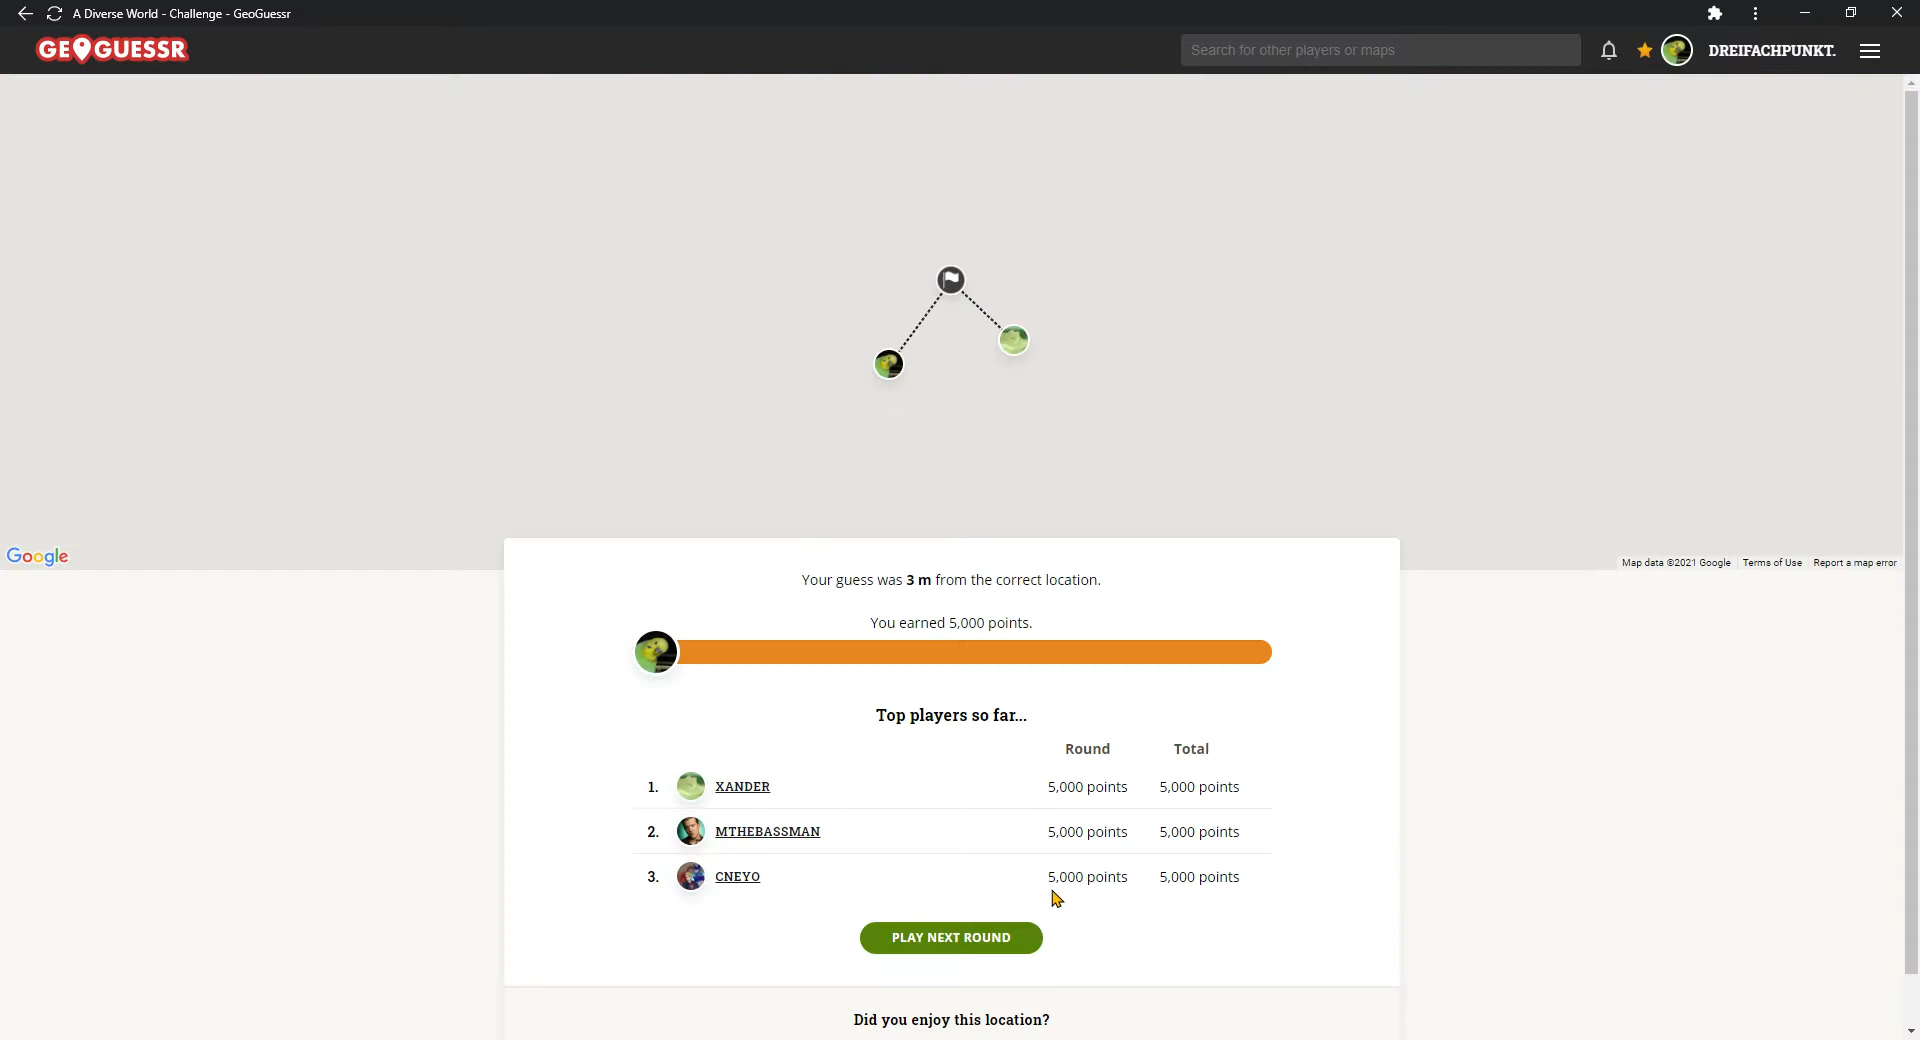 A Diverse World - Challenge - GeoGuessr
GEOGUESSR
Search for other players or maps
DREIFACHPUNKT.
Google
Map data ©2021 Google
Terms of Use
Report a map error
Your guess was 3 m from the correct location.
You earned 5,000 points.
Top players so far...
Round Total
1. XANDER 5,000 points 5,000 points
2. MTHEBASSMAN 5,000 points 5,000 points
3. CNEYO 5,000 points 5,000 points
PLAY NEXT ROUND
Did you enjoy this location?